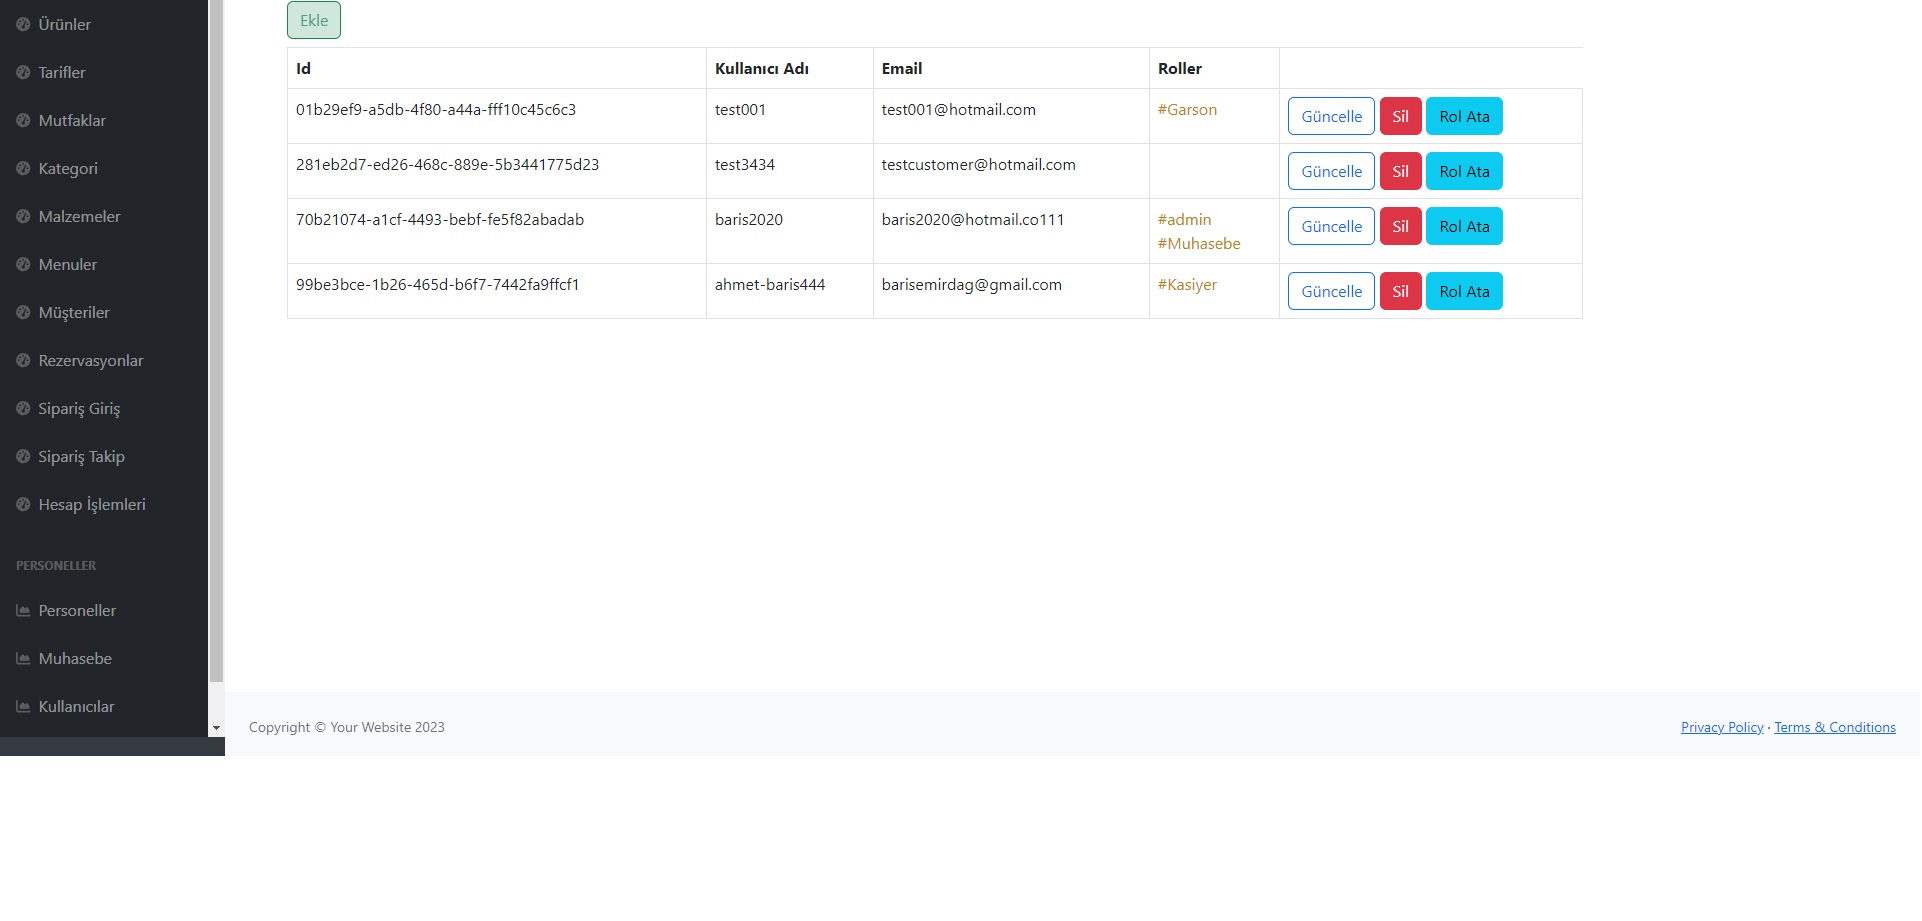 Ürünler
Tarifler
Mutfaklar
Kategori
Malzemeler
Menuler
Müşteriler
Rezervasyonlar
Sipariş Giriş
Sipariş Takip
Hesap İşlemleri
PERSONELLER
Personeller
Muhasebe
Kullanıcılar
Ekle
Id Kullanıcı Adı Email Roller
01b29ef9-a5db-4f80-a44a-fff10c45c6c3 test001 test001@hotmail.com #Garson Güncelle Sil Rol Ata
281eb2d7-ed26-468c-889e-5b3441775d23 test3434 testcustomer@hotmail.com Güncelle Sil Rol Ata
70b21074-a1cf-4493-bebf-fe5f82abadab baris2020 baris2020@hotmail.co111 #admin Güncelle Sil Rol Ata
#Muhasebe
99be3bce-1b26-465d-b6f7-7442fa9ffcf1 ahmet-baris444 barisemirdag@gmail.com #Kasiyer Güncelle Sil Rol Ata
Copyright © Your Website 2023 Privacy Policy · Terms & Conditions